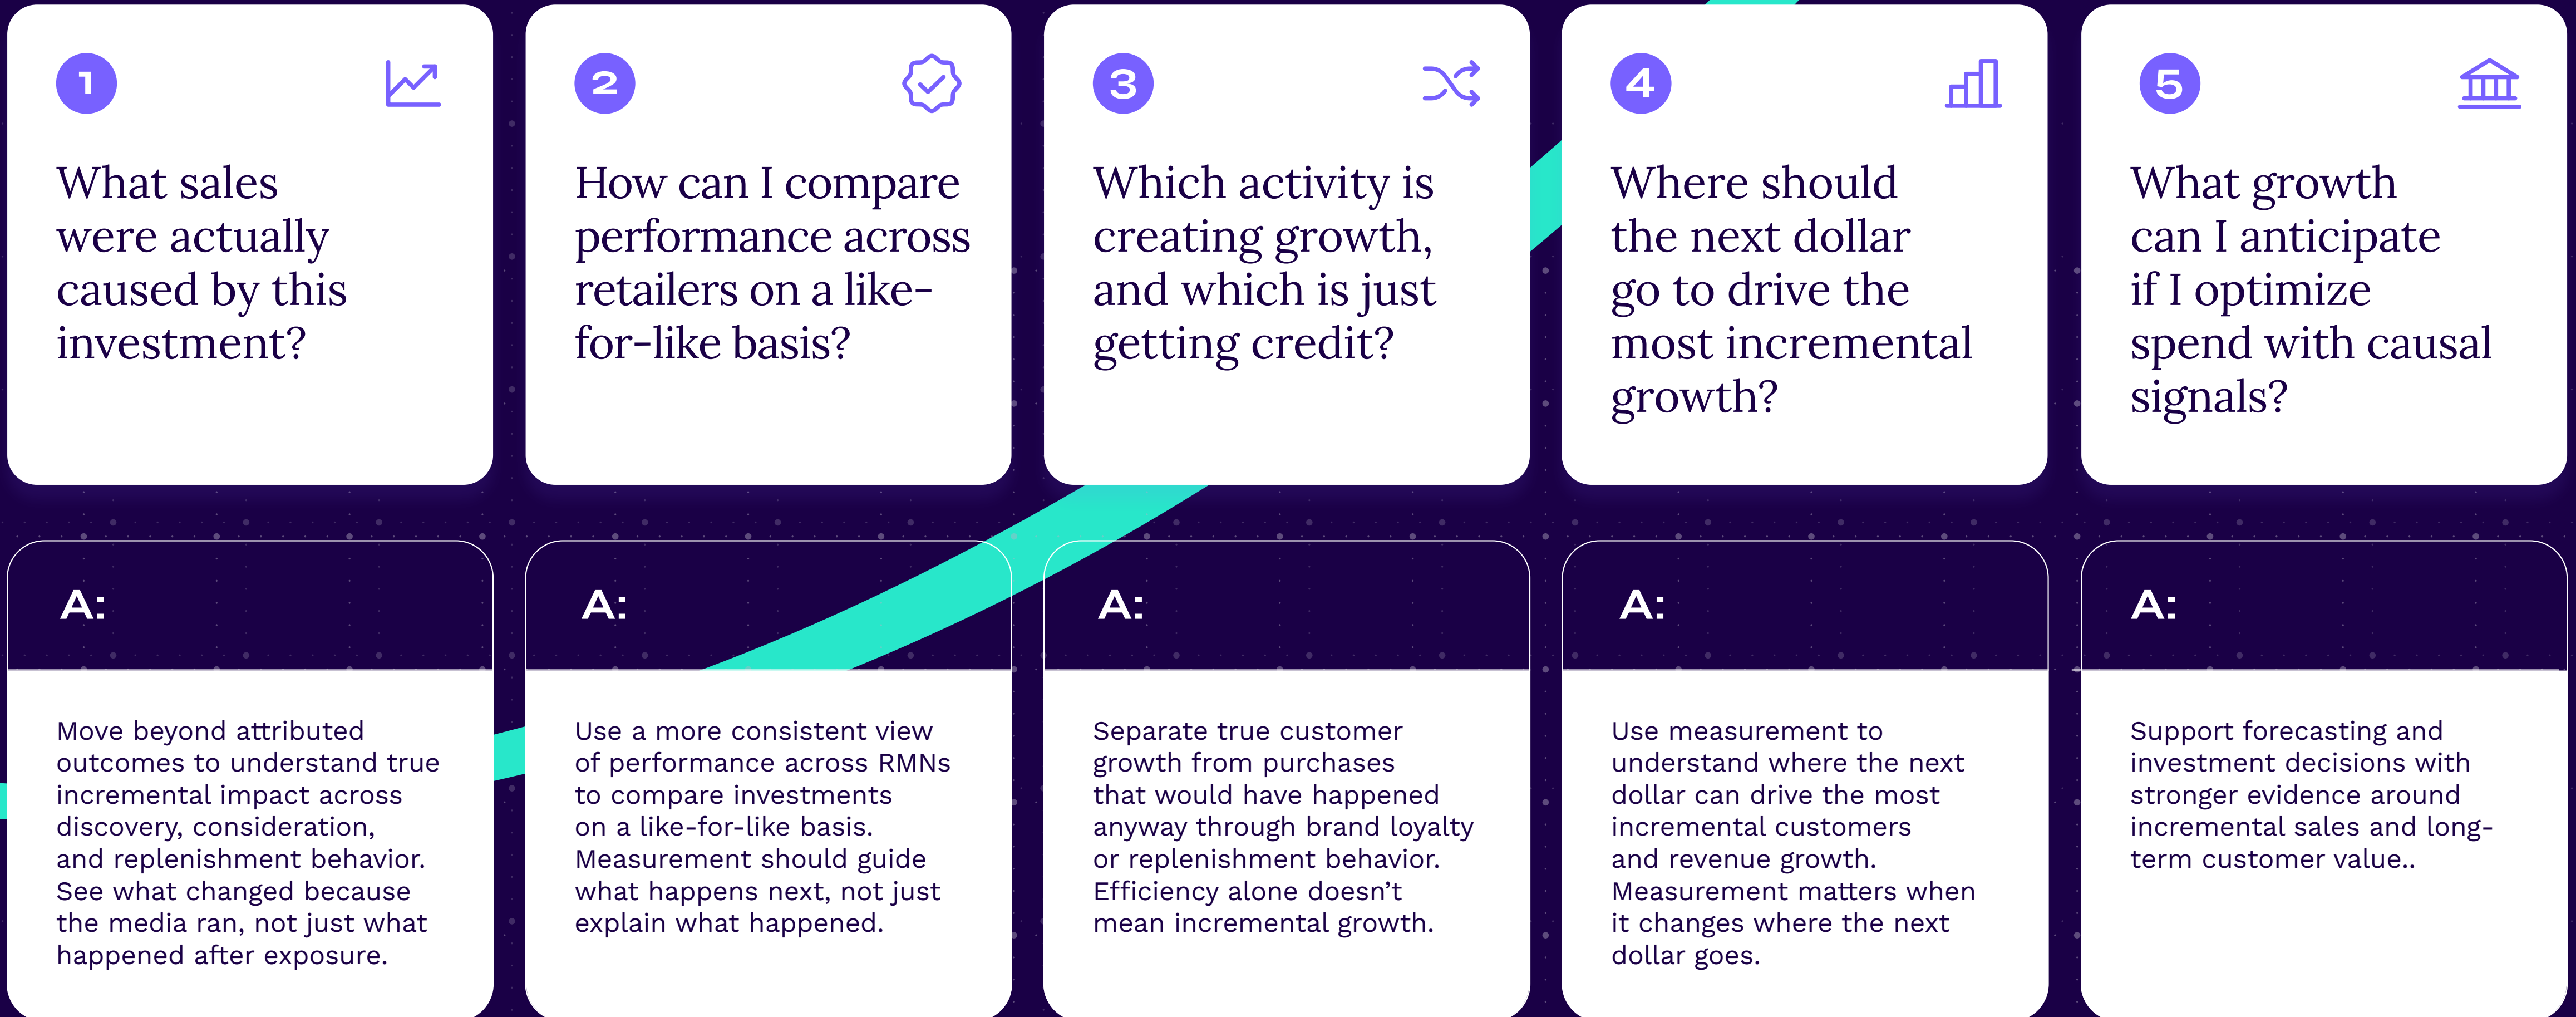 1
What sales
were actually
caused by this
investment?
2
How can I compare
performance across
retailers on a like-
for-like basis?
3
Which activity is
creating growth,
and which is just
getting credit?
4
Where should
the next dollar
go to drive the
most incremental
growth?
5
What growth
can I anticipate
if I optimize
spend with causal
signals?
A:
Move beyond attributed
outcomes to understand true
incremental impact across
discovery, consideration,
and replenishment behavior.
See what changed because
the media ran, not just what
happened after exposure.
A:
Use a more consistent view
of performance across RMNs
to compare investments
on a like-for-like basis.
Measurement should guide
what happens next, not just
explain what happened.
A:
Separate true customer
growth from purchases
that would have happened
anyway through brand loyalty
or replenishment behavior.
Efficiency alone doesn’t
mean incremental growth.
A:
Use measurement to
understand where the next
dollar can drive the most
incremental customers
and revenue growth.
Measurement matters when
it changes where the next
dollar goes.
A:
Support forecasting and
investment decisions with
stronger evidence around
incremental sales and long-
term customer value..